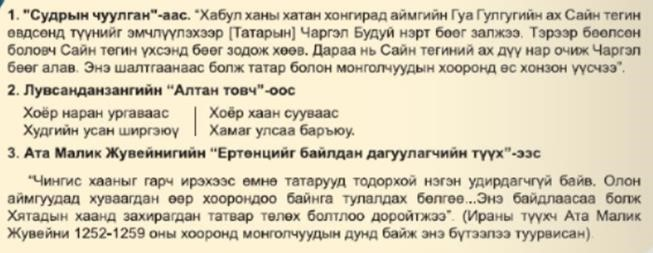 1. "Судрын чуулган"-аас. "Хабул ханы хатан хонгирад аймгийн Гуа Гулгугийн ах Сайн тегин
өвдсөнд түүнийг эмчлүүлэхээр [Татарын] Чаргэл Будуй нэрт бөөг залжээ. Тэрээр бөөлсөн
боловч Сайн тегин үхсэнд бөөг зодож хөөв. Дараа нь Сайн тегиний ах дүү нар очиж Чаргэл
бөөг алав. Энэ шалтгаанаас болж татар болон монголчуудын хооронд өс хонзон үүсчээ".
2. Лувсанданзангийн "Алтан товч"-оос
Хоёр наран ургаваас
Худгийн усан ширгэюү
Хоёр хаан сууваас
Хамаг улсаа баръюу.
3. Ата Малик Жувейнигийн "Ертөнцийг байлдан дагуулагчийн түүх"-ээс
"Чингис хааныг гарч ирэхээс өмнө татарууд тодорхой нэгэн удирдагчгүй байв. Олон
аймгуудад хуваагдан өөр хоорондоо байнга тулалдах бөлгөө...Энэ байдлаасаа болж
Хятадын хаанд захирагдан татвар төлөх болтлоо доройтжээ". (Ираны түүхч Ата Малик
Жувейни 1252-1259 оны хооронд монголчуудын дунд байж энэ бүтээлээ туурвисан).